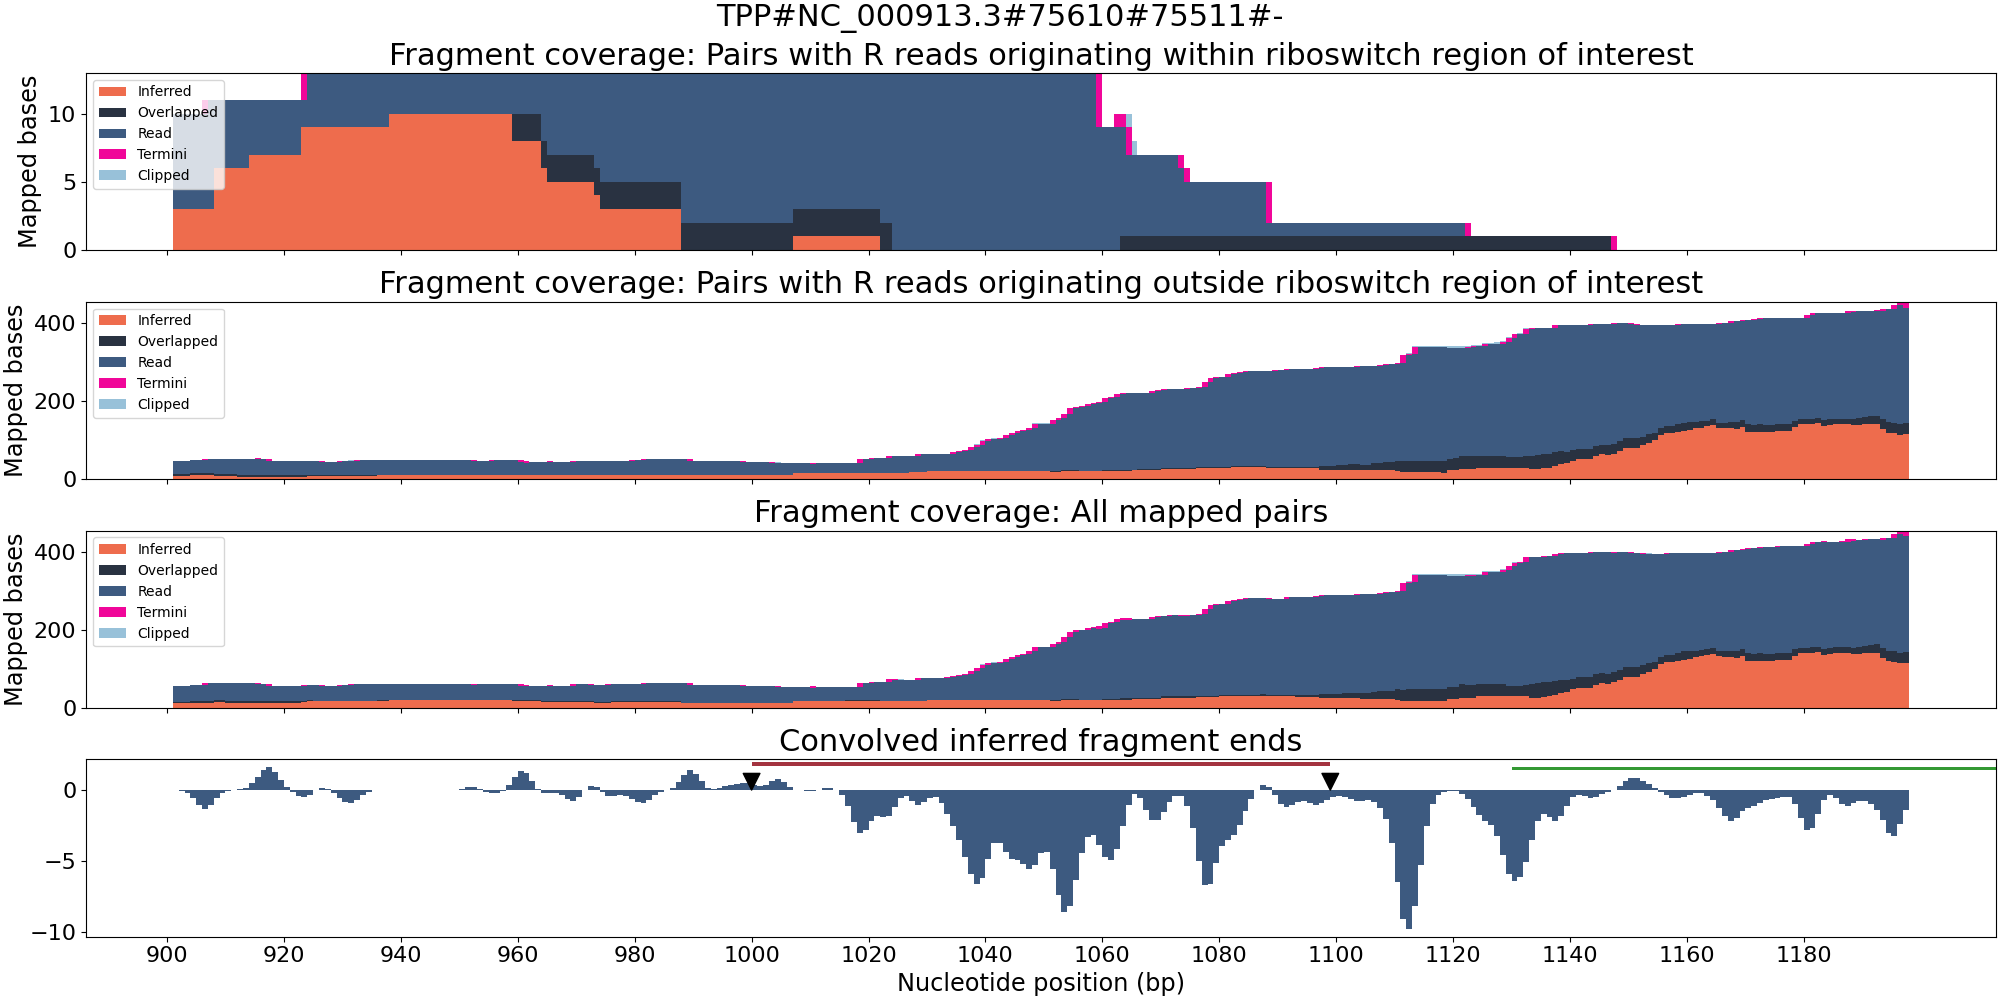 TPP#NC_000913.3#75610#75511#-
Fragment coverage: Pairs with R reads originating within riboswitch region of interest
Mapped bases
10
5
0
Inferred
Overlapped
Read
Termini
Clipped
Fragment coverage: Pairs with R reads originating outside riboswitch region of interest
Mapped bases
400
200
0
Inferred
Overlapped
Read
Termini
Clipped
Fragment coverage: All mapped pairs
Mapped bases
400
200
0
Inferred
Overlapped
Read
Termini
Clipped
Convolved inferred fragment ends
0
−5
−10
900 920 940 960 980 1000 1020 1040 1060 1080 1100 1120 1140 1160 1180
Nucleotide position (bp)